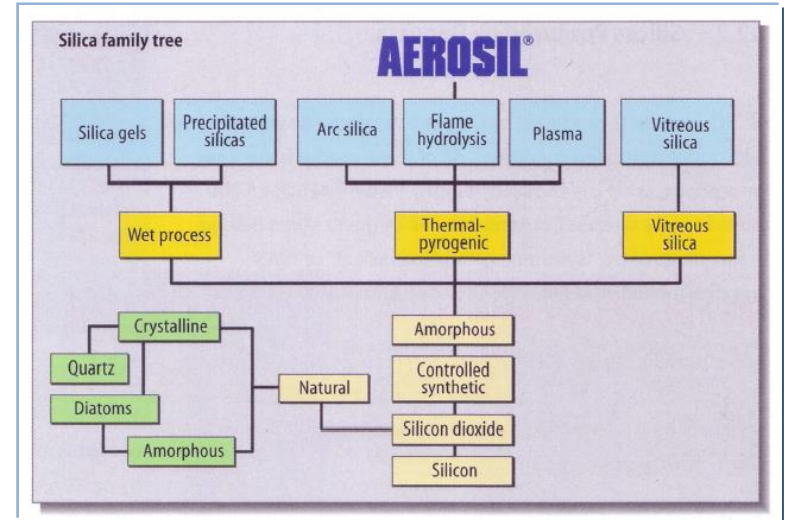 Silica family tree
AEROSIL®
Silica gels
Precipitated
silicas
Arc silica
Flame
hydrolysis
Plasma
Vitreous
silica
Wet process
Thermal-
pyrogenic
Vitreous
silica
Crystalline
Amorphous
Quartz
Natural
Controlled
synthetic
Diatoms
Silicon dioxide
Amorphous
Silicon